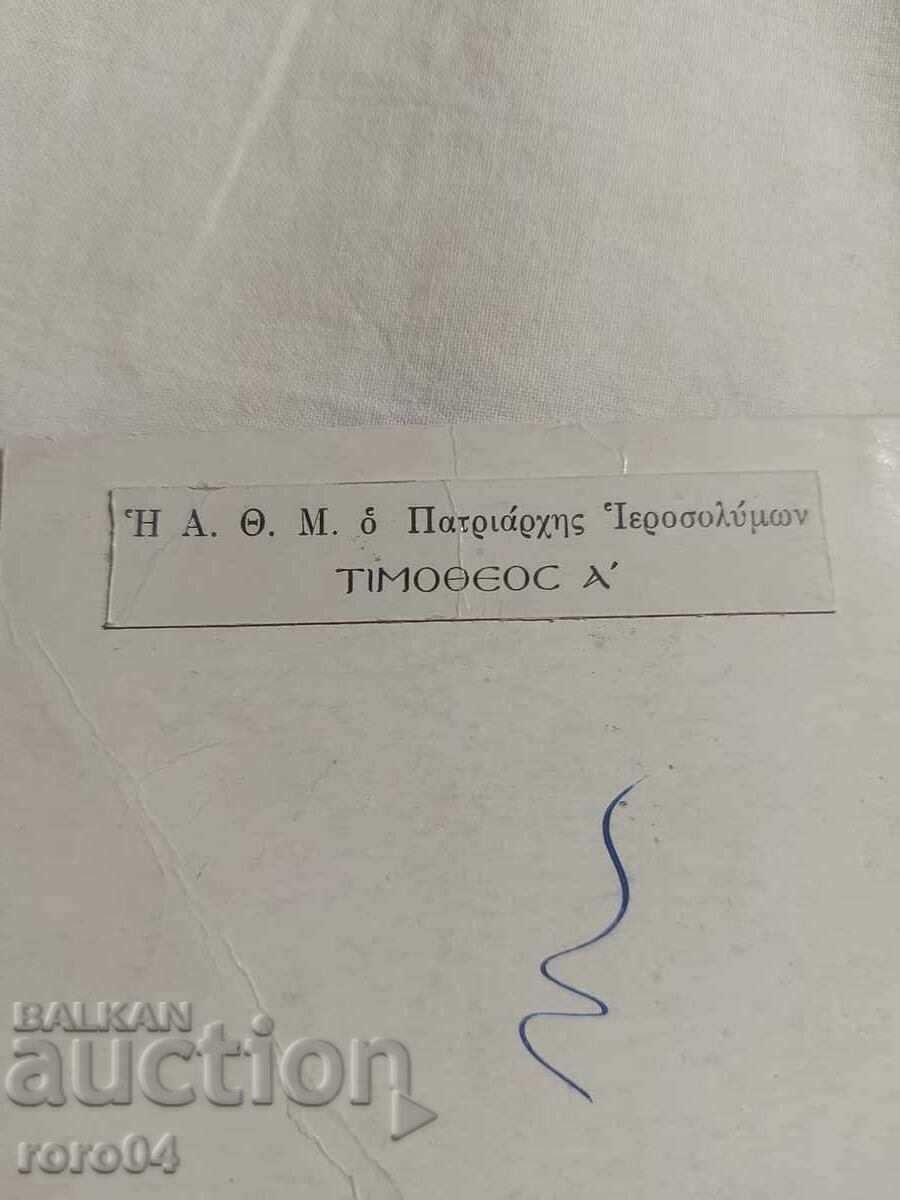 Ἡ Α. Θ. Μ. ὁ Πατριάρχης Ἱεροσολύμων
ΤΙΜΟΘΕΟϹ Α΄
BALKAN
auction
roro04